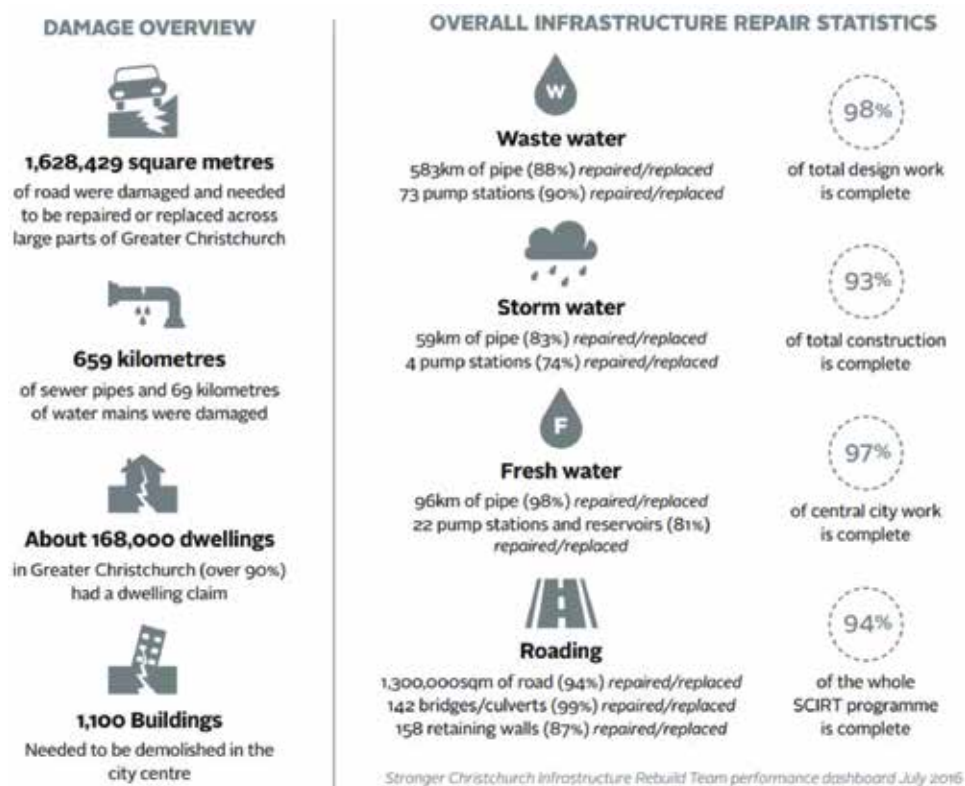 DAMAGE OVERVIEW
1,628,429 square metres
of road were damaged and needed
to be repaired or replaced across
large parts of Greater Christchurch
659 kilometres
of sewer pipes and 69 kilometres
of water mains were damaged
About 168,000 dwellings
in Greater Christchurch (over 90%)
had a dwelling claim
1,100 Buildings
Needed to be demolished in the
city centre
OVERALL INFRASTRUCTURE REPAIR STATISTICS
W
Waste water
583km of pipe (88%) repaired/replaced
73 pump stations (90%) repaired/replaced
Storm water
59km of pipe (83%) repaired/replaced
4 pump stations (74%) repaired/replaced
F
Fresh water
96km of pipe (98%) repaired/replaced
22 pump stations and reservoirs (81%)
repaired/replaced
Roading
1,300,000sqm of road (94%) repaired/replaced
142 bridges/culverts (99%) repaired/replaced
158 retaining walls (87%) repaired/replaced
98%
of total design work
is complete
93%
of total construction
is complete
97%
of central city work
is complete
94%
of the whole
SCIRT programme
is complete
Stronger Christchurch Infrastructure Rebuild Team performance dashboard July 2016